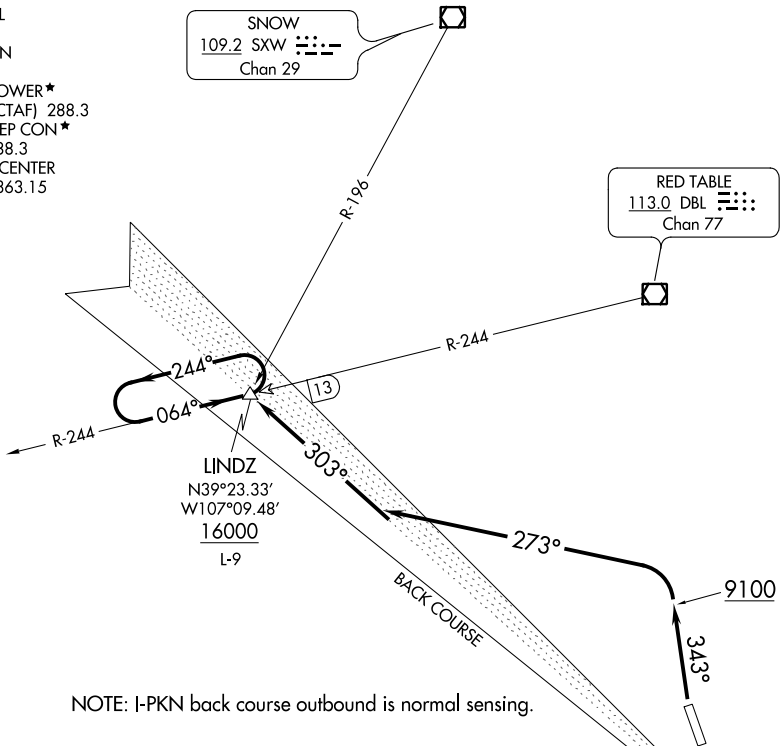 L
N
OWER★
CTAF) 288.3
EP CON★
38.3
CENTER
363.15
SNOW
109.2 SXW
Chan 29
RED TABLE
113.0 DBL
Chan 77
R-196
R-244
13
244°
064°
R-244
303°
LINDZ
N39°23.33'
W107°09.48'
16000
L-9
273°
9100
343°
BACK COURSE
NOTE: I-PKN back course outbound is normal sensing.